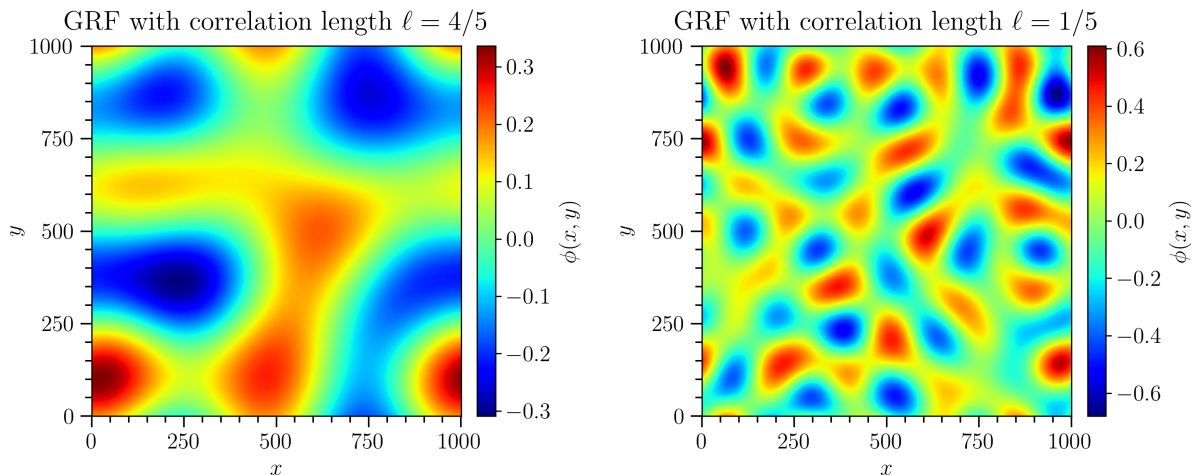 GRF with correlation length ℓ = 4/5
1000
750
500
250
0
y
0 250 500 750 1000
x
0.3
0.2
0.1
0.0
−0.1
−0.2
−0.3
ϕ(x, y)
GRF with correlation length ℓ = 1/5
1000
750
500
250
0
y
0 250 500 750 1000
x
0.6
0.4
0.2
0.0
−0.2
−0.4
−0.6
ϕ(x, y)